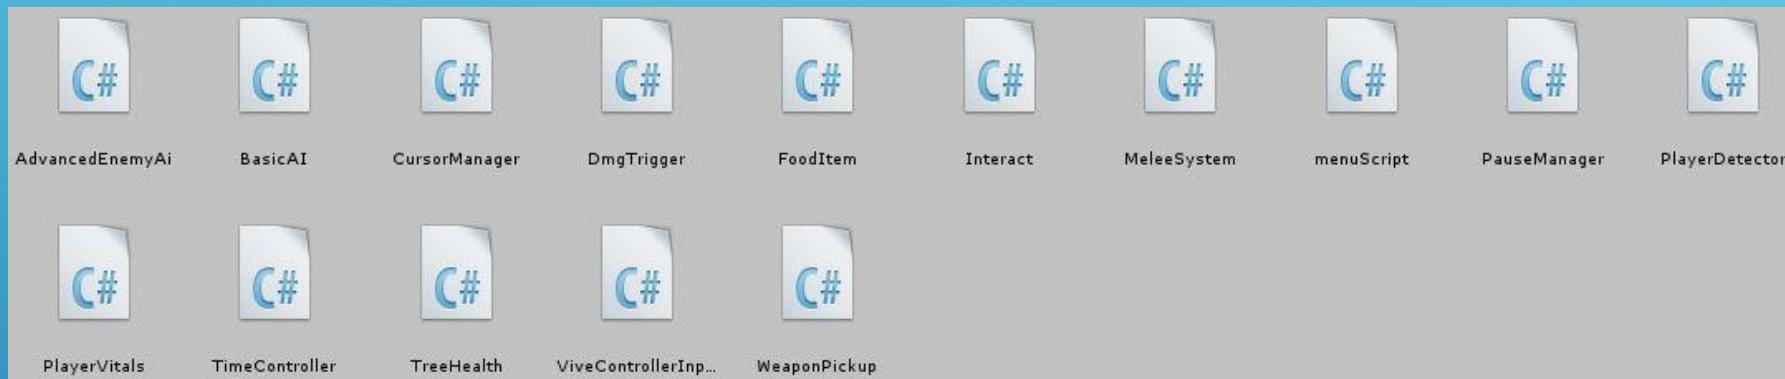 C# C# C# C# C# C# C# C# C# C#
AdvancedEnemyAi BasicAI CursorManager DmgTrigger FoodItem Interact MeleeSystem menuScript PauseManager PlayerDetector
C# C# C# C# C#
PlayerVitals TimeController TreeHealth ViveControllerInp... WeaponPickup